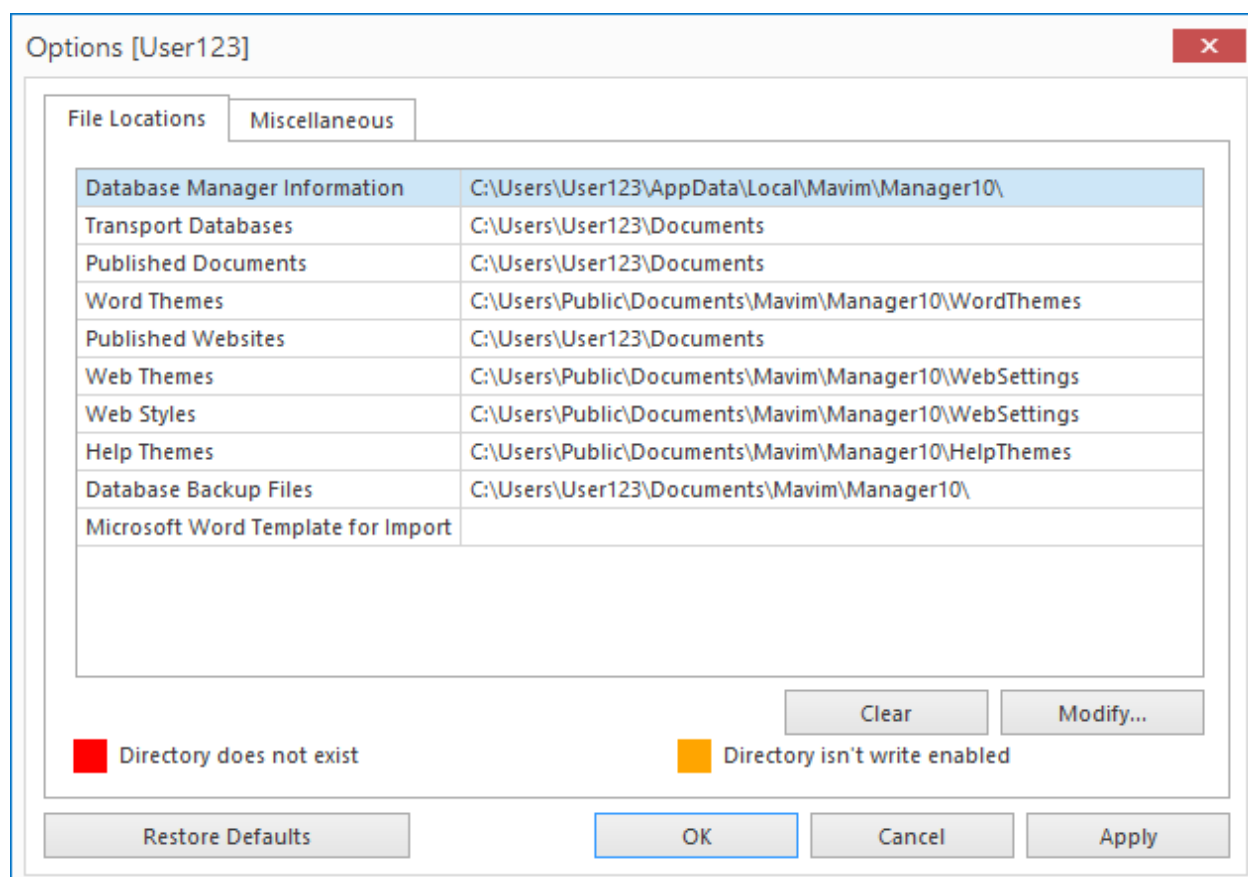 Options [User123]
File Locations
Miscellaneous
Database Manager Information C:\Users\User123\AppData\Local\Mavim\Manager10\
Transport Databases C:\Users\User123\Documents
Published Documents C:\Users\User123\Documents
Word Themes C:\Users\Public\Documents\Mavim\Manager10\WordThemes
Published Websites C:\Users\User123\Documents
Web Themes C:\Users\Public\Documents\Mavim\Manager10\WebSettings
Web Styles C:\Users\Public\Documents\Mavim\Manager10\WebSettings
Help Themes C:\Users\Public\Documents\Mavim\Manager10\HelpThemes
Database Backup Files C:\Users\User123\Documents\Mavim\Manager10\
Microsoft Word Template for Import
Clear
Modify...
Directory does not exist
Directory isn't write enabled
Restore Defaults
OK
Cancel
Apply